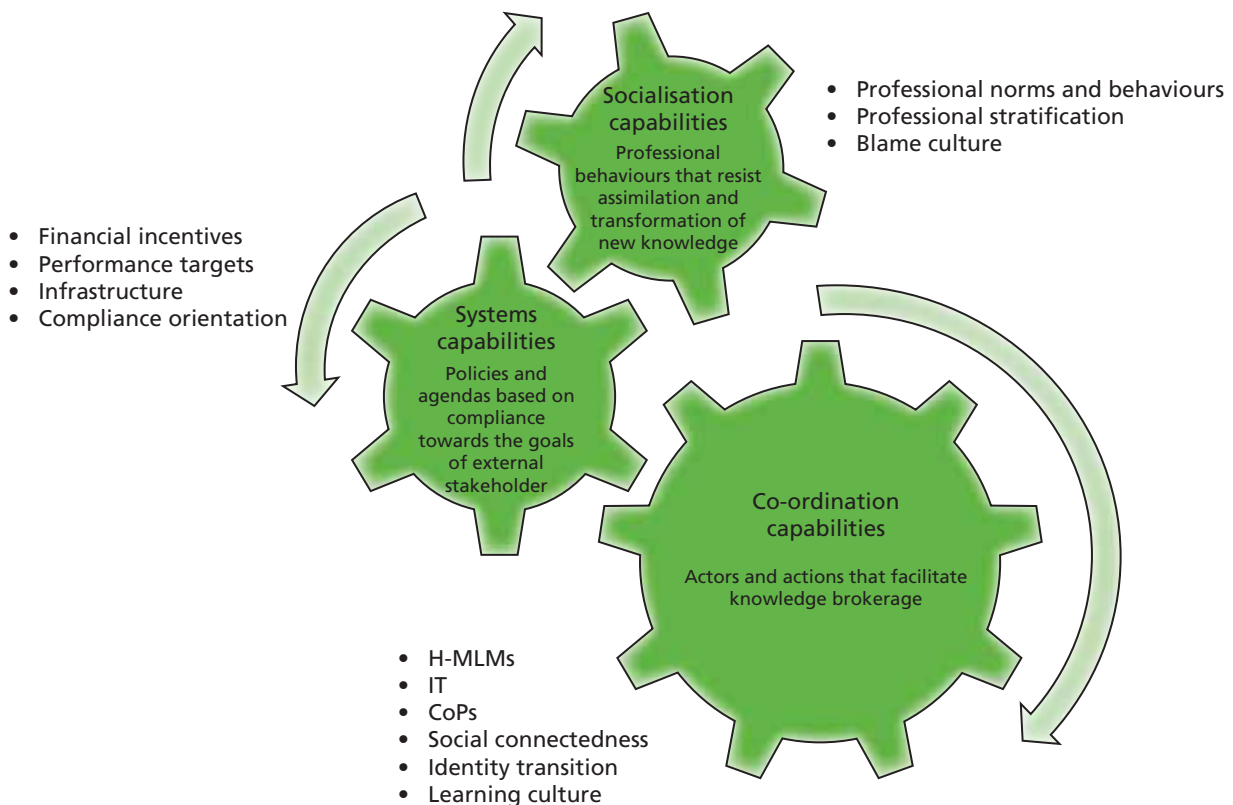 Socialisation
capabilities
Professional
behaviours that resist
assimilation and
transformation of
new knowledge
• Professional norms and behaviours
• Professional stratification
• Blame culture
• Financial incentives
• Performance targets
• Infrastructure
• Compliance orientation
Systems
capabilities
Policies and
agendas based on
compliance
towards the goals
of external
stakeholder
Co-ordination
capabilities
Actors and actions that facilitate
knowledge brokerage
• H-MLMs
• IT
• CoPs
• Social connectedness
• Identity transition
• Learning culture